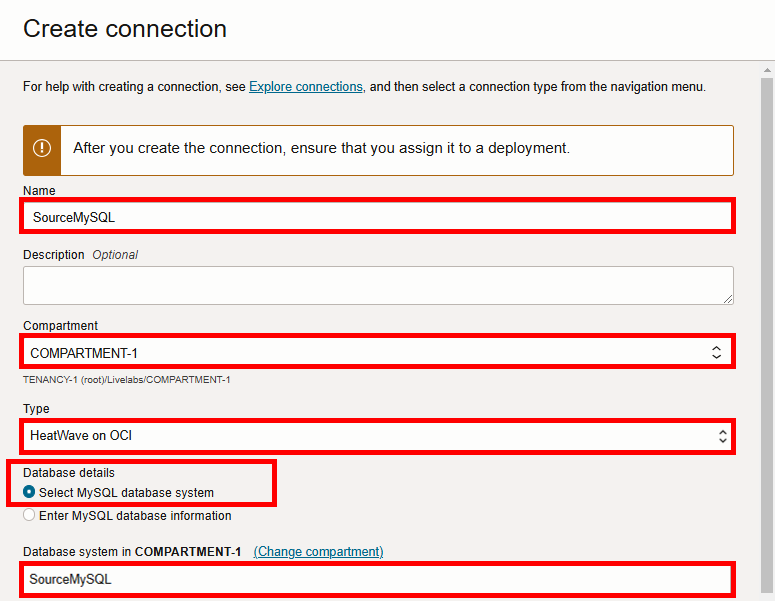 Create connection
For help with creating a connection, see Explore connections, and then select a connection type from the navigation menu.
After you create the connection, ensure that you assign it to a deployment.
Name
SourceMySQL
Description Optional
Compartment
COMPARTMENT-1
TENANCY-1 (root)/Livelabs/COMPARTMENT-1
Type
HeatWave on OCI
Database details
Select MySQL database system
Enter MySQL database information
Database system in COMPARTMENT-1 (Change compartment)
SourceMySQL